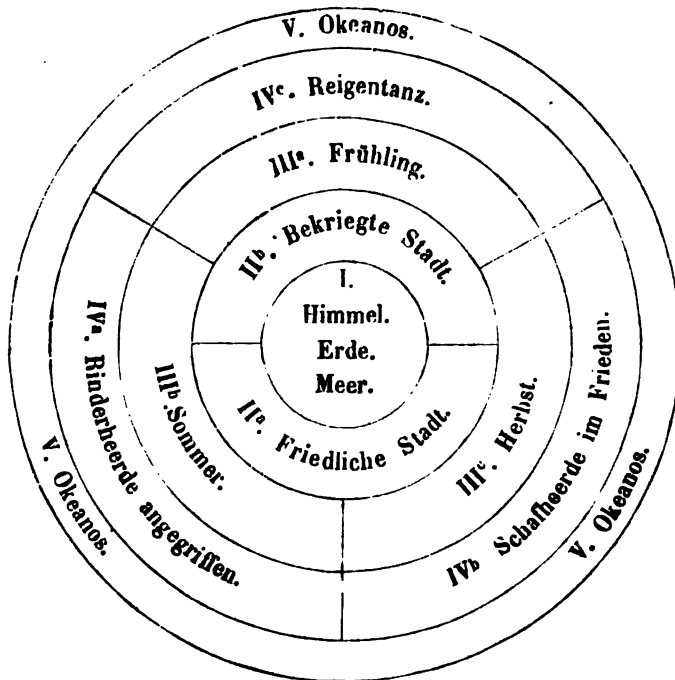 V. Okeanos.
IVc. Reigentanz.
IIIa. Frühling.
IIb. Bekriegte Stadt.
I.
Himmel.
Erde.
Meer.
IIa. Friedliche Stadt.
IIIb. Sommer.
IIIc. Herbst.
IVa. Rinderheerde angegriffen.
IVb Schafheerde im Frieden.
V. Okeanos.
V. Okeanos.